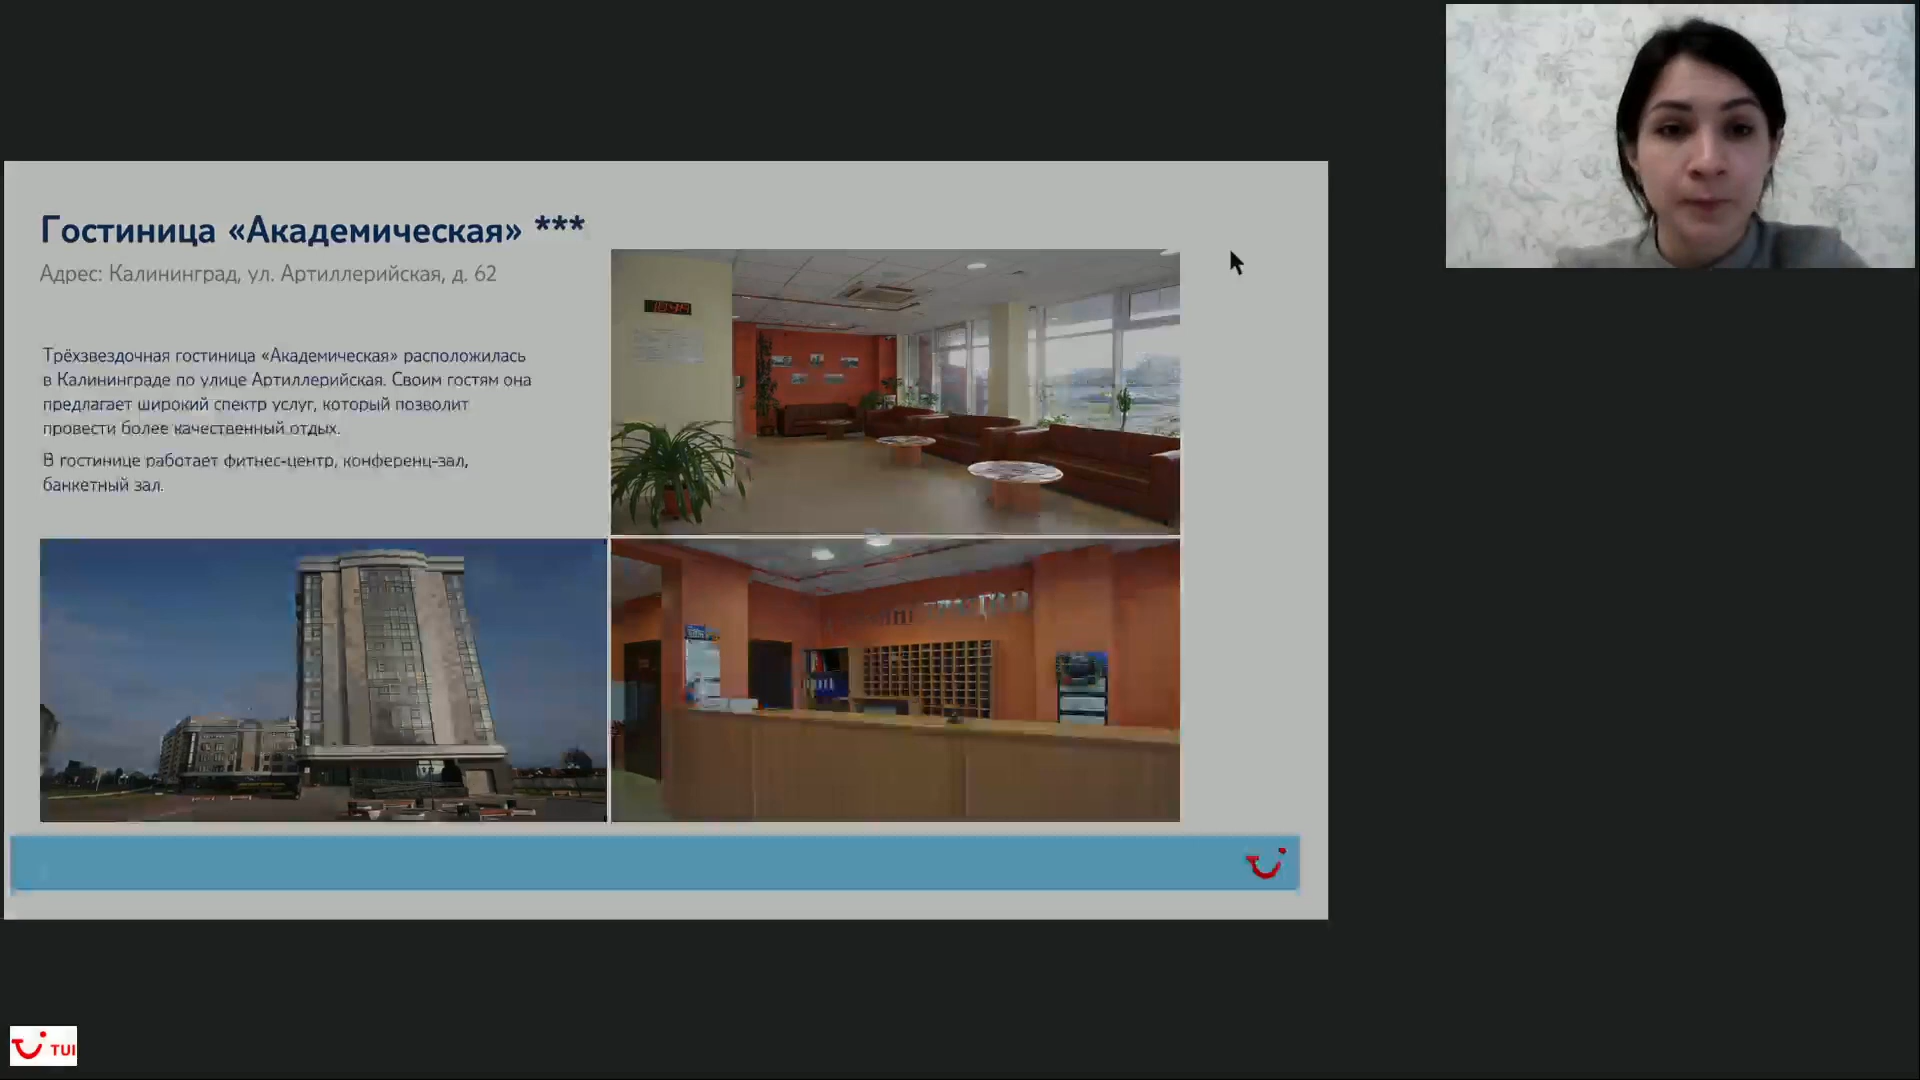 Гостиница «Академическая» ***
Адрес: Калининград, ул. Артиллерийская, д. 62
Трёхзвездочная гостиница «Академическая» расположилась
в Калининграде по улице Артиллерийская. Своим гостям она
предлагает широкий спектр услуг, который позволит
провести более качественный отдых.
В гостинице работает фитнес-центр, конференц-зал,
банкетный зал.
TUI